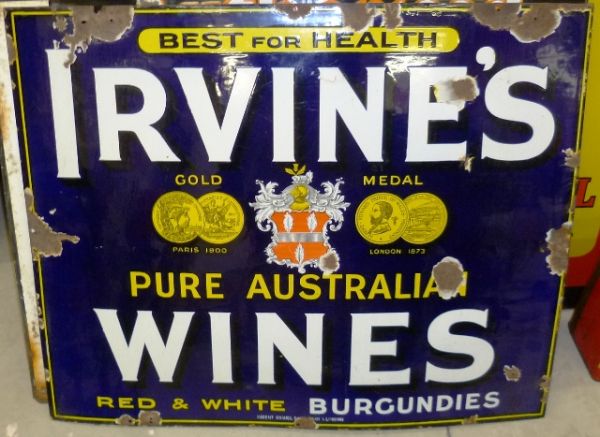 BEST FOR HEALTH
IRVINE'S
GOLD MEDAL
PARIS 1900 LONDON 1873
PURE AUSTRALIAN
WINES
RED & WHITE BURGUNDIES